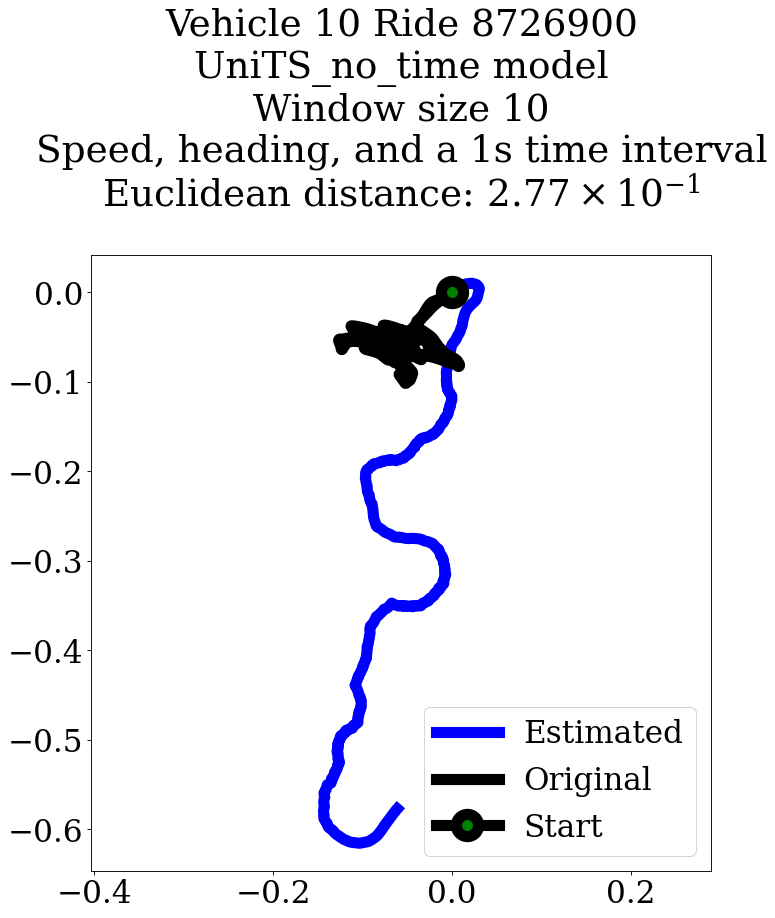 Vehicle 10 Ride 8726900
UniTS_no_time model
Window size 10
Speed, heading, and a 1s time interval
Euclidean distance: 2.77 × 10⁻¹
0.0
−0.1
−0.2
−0.3
−0.4
−0.5
−0.6
−0.4
−0.2
0.0
0.2
Estimated
Original
Start